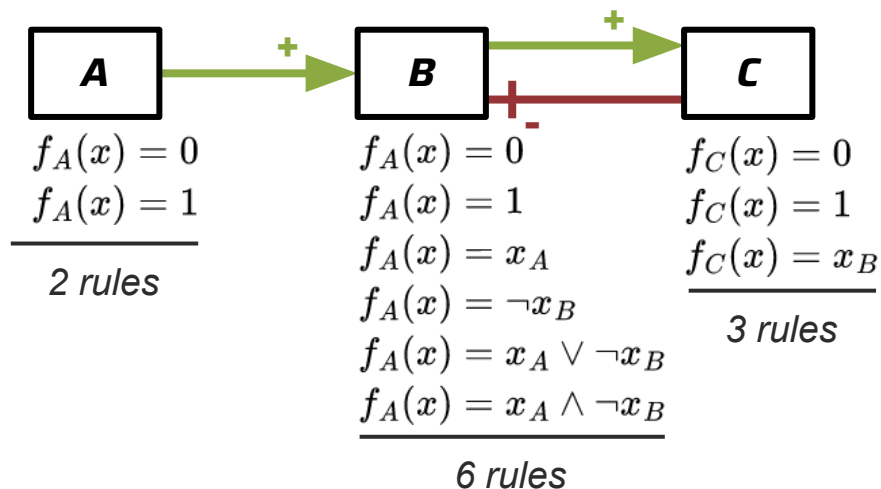 A
+
B
+
C
-
f_A(x) = 0
f_A(x) = 1
2 rules
f_A(x) = 0
f_A(x) = 1
f_A(x) = x_A
f_A(x) = ¬x_B
f_A(x) = x_A ∨ ¬x_B
f_A(x) = x_A ∧ ¬x_B
6 rules
f_C(x) = 0
f_C(x) = 1
f_C(x) = x_B
3 rules